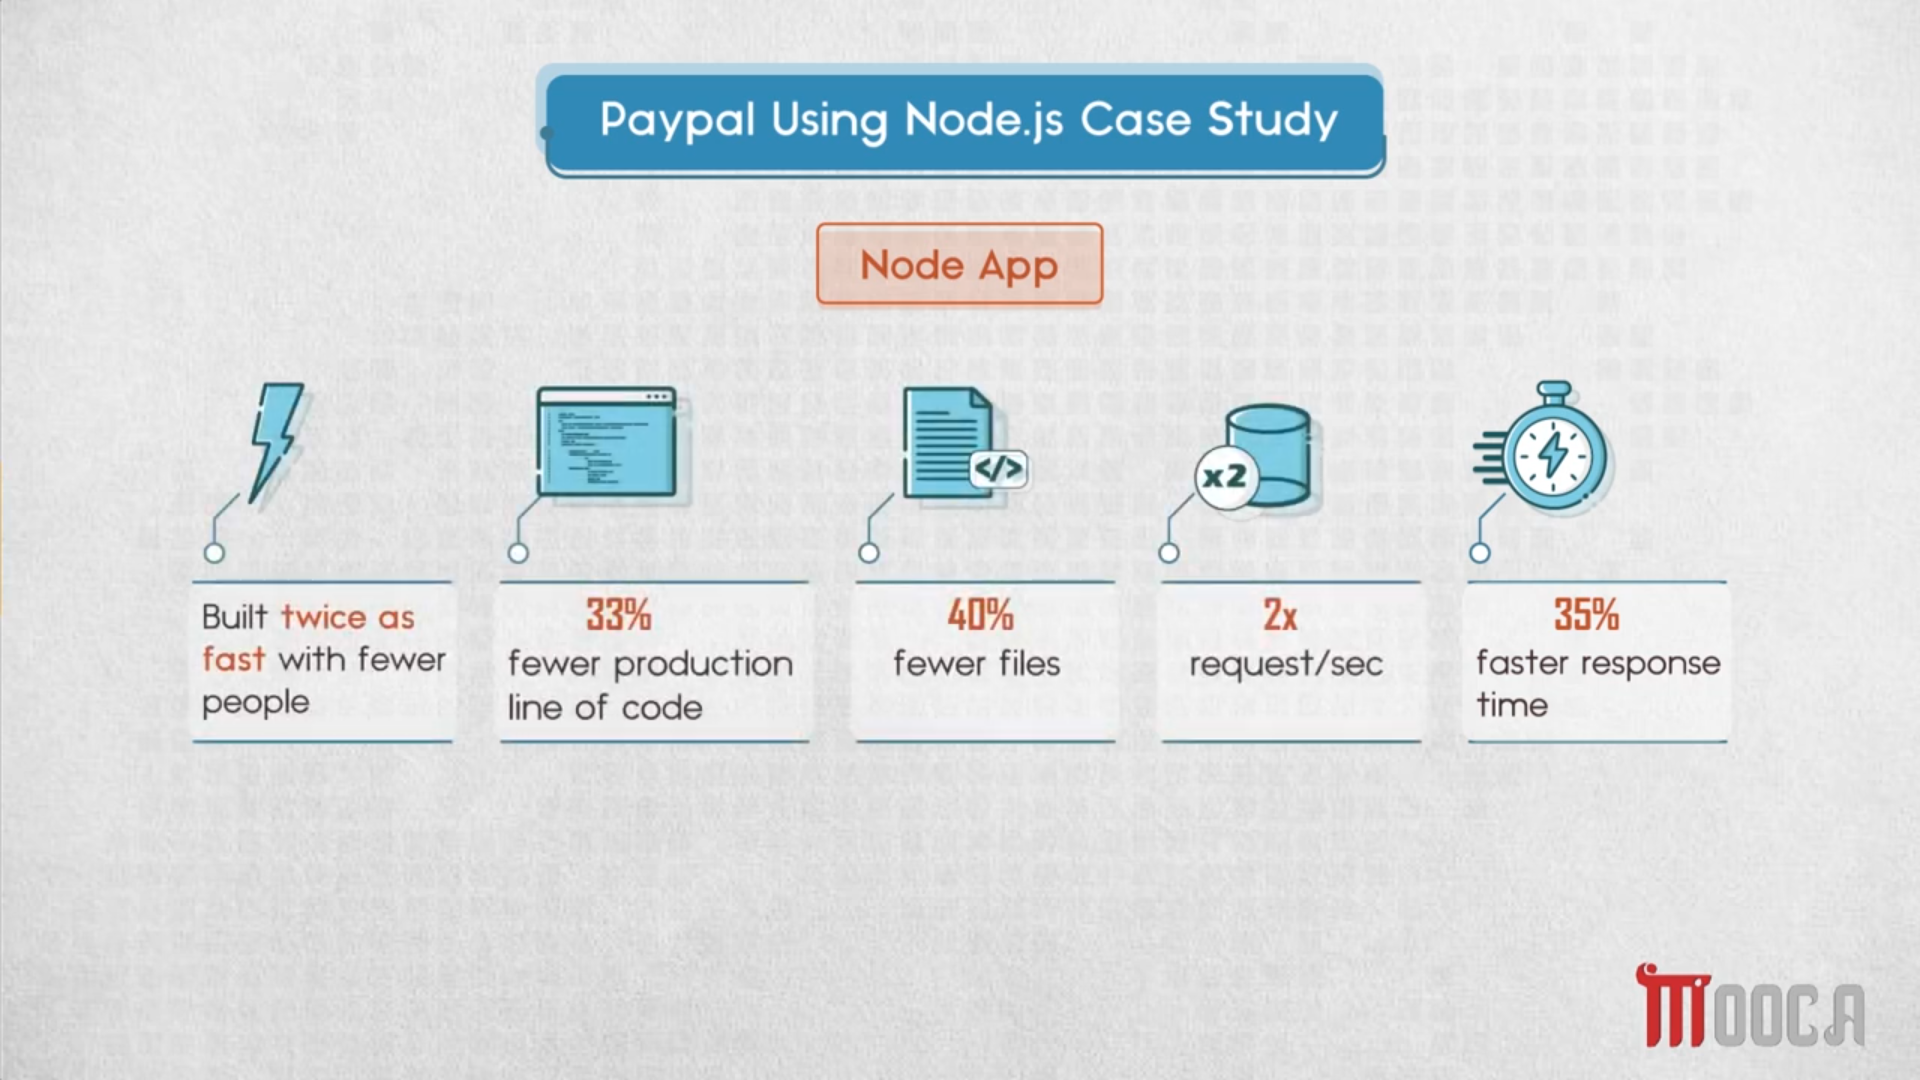 Paypal Using Node.js Case Study
Node App
Built twice as
fast with fewer
people
33%
fewer production
line of code
40%
fewer files
x2
</>
2x
request/sec
35%
faster response
time
MOOCA